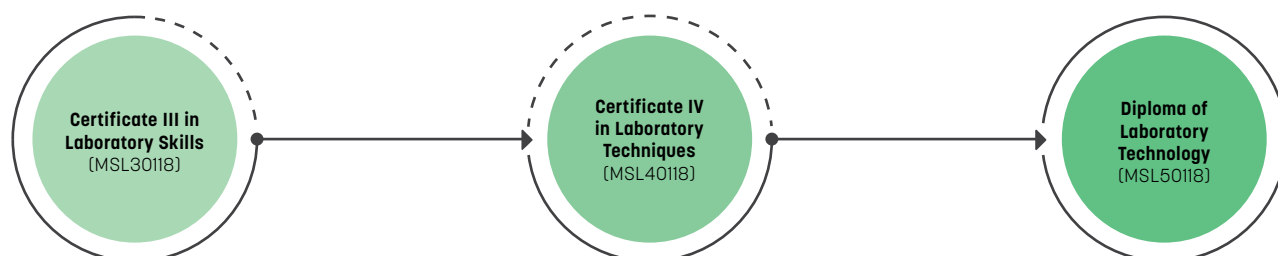 Certificate III in
Laboratory Skills
(MSL30118)
Certificate IV
in Laboratory
Techniques
(MSL40118)
Diploma of
Laboratory
Technology
(MSL50118)